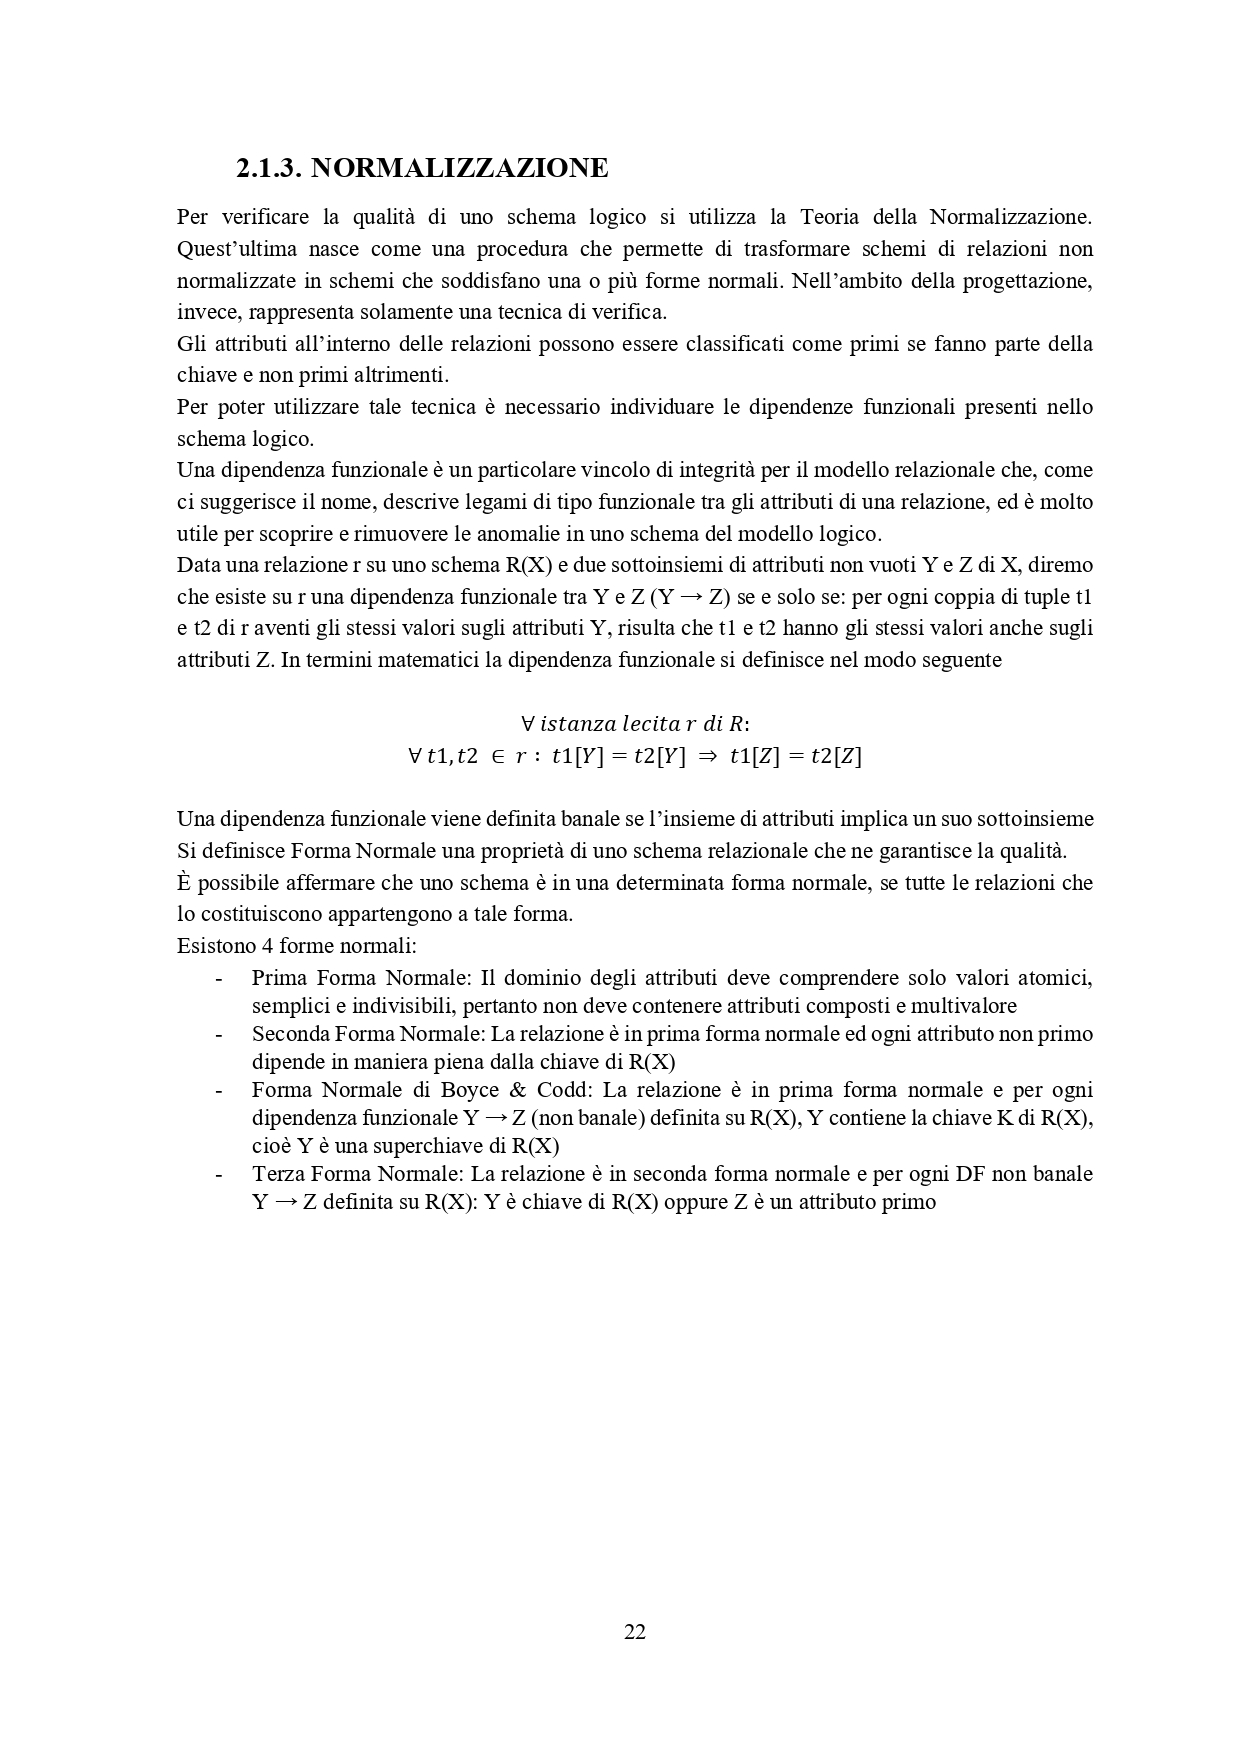 2.1.3. NORMALIZZAZIONE
Per verificare la qualità di uno schema logico si utilizza la Teoria della Normalizzazione.
Quest’ultima nasce come una procedura che permette di trasformare schemi di relazioni non
normalizzate in schemi che soddisfano una o più forme normali. Nell’ambito della progettazione,
invece, rappresenta solamente una tecnica di verifica.
Gli attributi all’interno delle relazioni possono essere classificati come primi se fanno parte della
chiave e non primi altrimenti.
Per poter utilizzare tale tecnica è necessario individuare le dipendenze funzionali presenti nello
schema logico.
Una dipendenza funzionale è un particolare vincolo di integrità per il modello relazionale che, come
ci suggerisce il nome, descrive legami di tipo funzionale tra gli attributi di una relazione, ed è molto
utile per scoprire e rimuovere le anomalie in uno schema del modello logico.
Data una relazione r su uno schema R(X) e due sottoinsiemi di attributi non vuoti Y e Z di X, diremo
che esiste su r una dipendenza funzionale tra Y e Z (Y → Z) se e solo se: per ogni coppia di tuple t1
e t2 di r aventi gli stessi valori sugli attributi Y, risulta che t1 e t2 hanno gli stessi valori anche sugli
attributi Z. In termini matematici la dipendenza funzionale si definisce nel modo seguente
∀ istanza lecita r di R:
∀ t1, t2 ∈ r : t1[Y] = t2[Y] ⇒ t1[Z] = t2[Z]
Una dipendenza funzionale viene definita banale se l’insieme di attributi implica un suo sottoinsieme
Si definisce Forma Normale una proprietà di uno schema relazionale che ne garantisce la qualità.
È possibile affermare che uno schema è in una determinata forma normale, se tutte le relazioni che
lo costituiscono appartengono a tale forma.
Esistono 4 forme normali:
- Prima Forma Normale: Il dominio degli attributi deve comprendere solo valori atomici,
semplici e indivisibili, pertanto non deve contenere attributi composti e multivalore
- Seconda Forma Normale: La relazione è in prima forma normale ed ogni attributo non primo
dipende in maniera piena dalla chiave di R(X)
- Forma Normale di Boyce & Codd: La relazione è in prima forma normale e per ogni
dipendenza funzionale Y → Z (non banale) definita su R(X), Y contiene la chiave K di R(X),
cioè Y è una superchiave di R(X)
- Terza Forma Normale: La relazione è in seconda forma normale e per ogni DF non banale
Y → Z definita su R(X): Y è chiave di R(X) oppure Z è un attributo primo
22